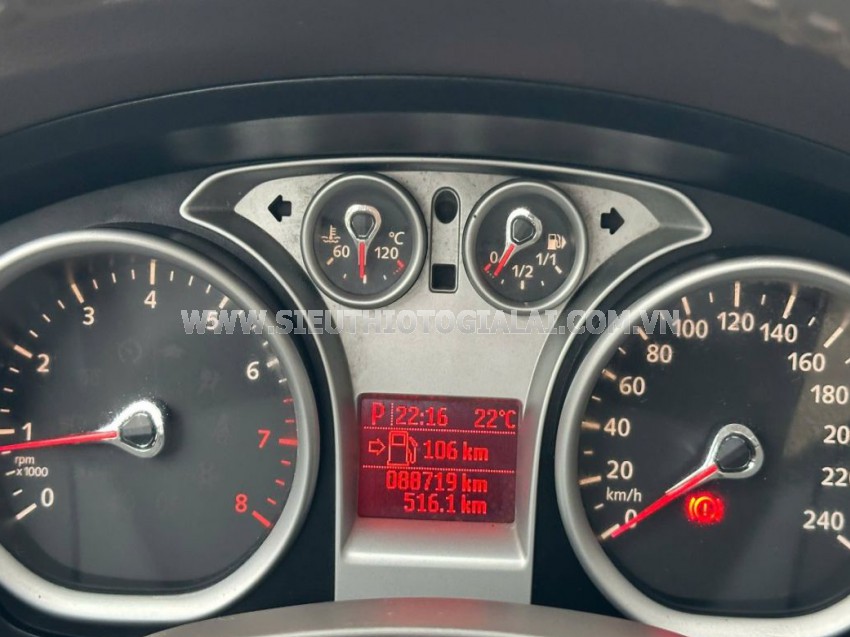 60 120 °C
0 1/2 1/1
0 1 2 3 4 5 6 7 8
rpm
x1000
WWW.SIEUTHIOTOGIALAI.COM.VN
P 22:16 22°C
106 km
088719 km
516.1 km
0 20 40 60 80 100 120 140 160 180 240
km/h